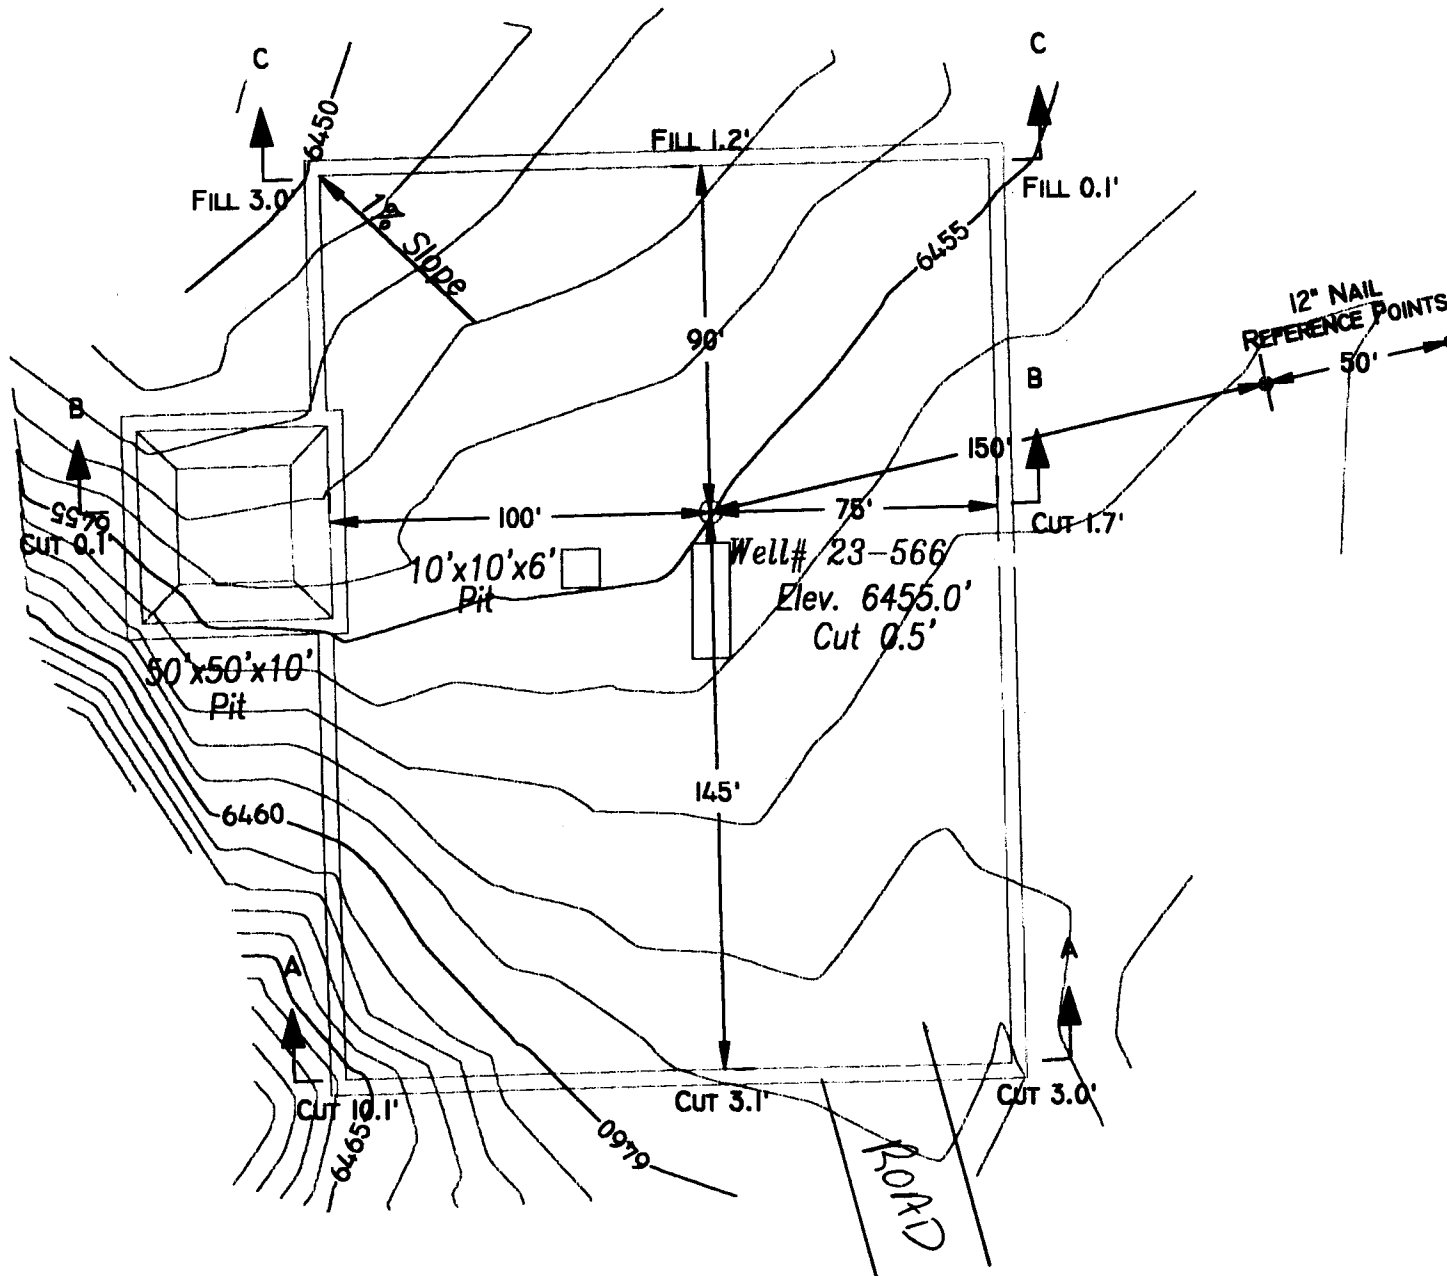 C
C
6450
FILL 1.2'
FILL 3.0'
FILL 0.1'
1% Slope
6455
12" NAIL
REFERENCE POINTS
90'
50'
B
B
150'
6455
100'
75'
CUT 1.7'
CUT 0.1'
Well# 23-566
10'x10'x6'
Pit
Elev. 6455.0'
Cut 0.5'
50'x50'x10'
Pit
145'
6460
A
A
CUT 10.1'
CUT 3.1'
CUT 3.0'
6465
6460
ROAD